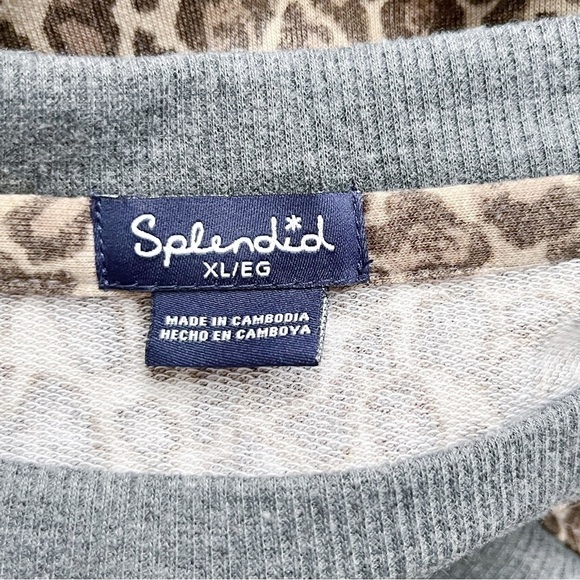 Splendid
XL/EG
MADE IN CAMBODIA
HECHO EN CAMBOYA